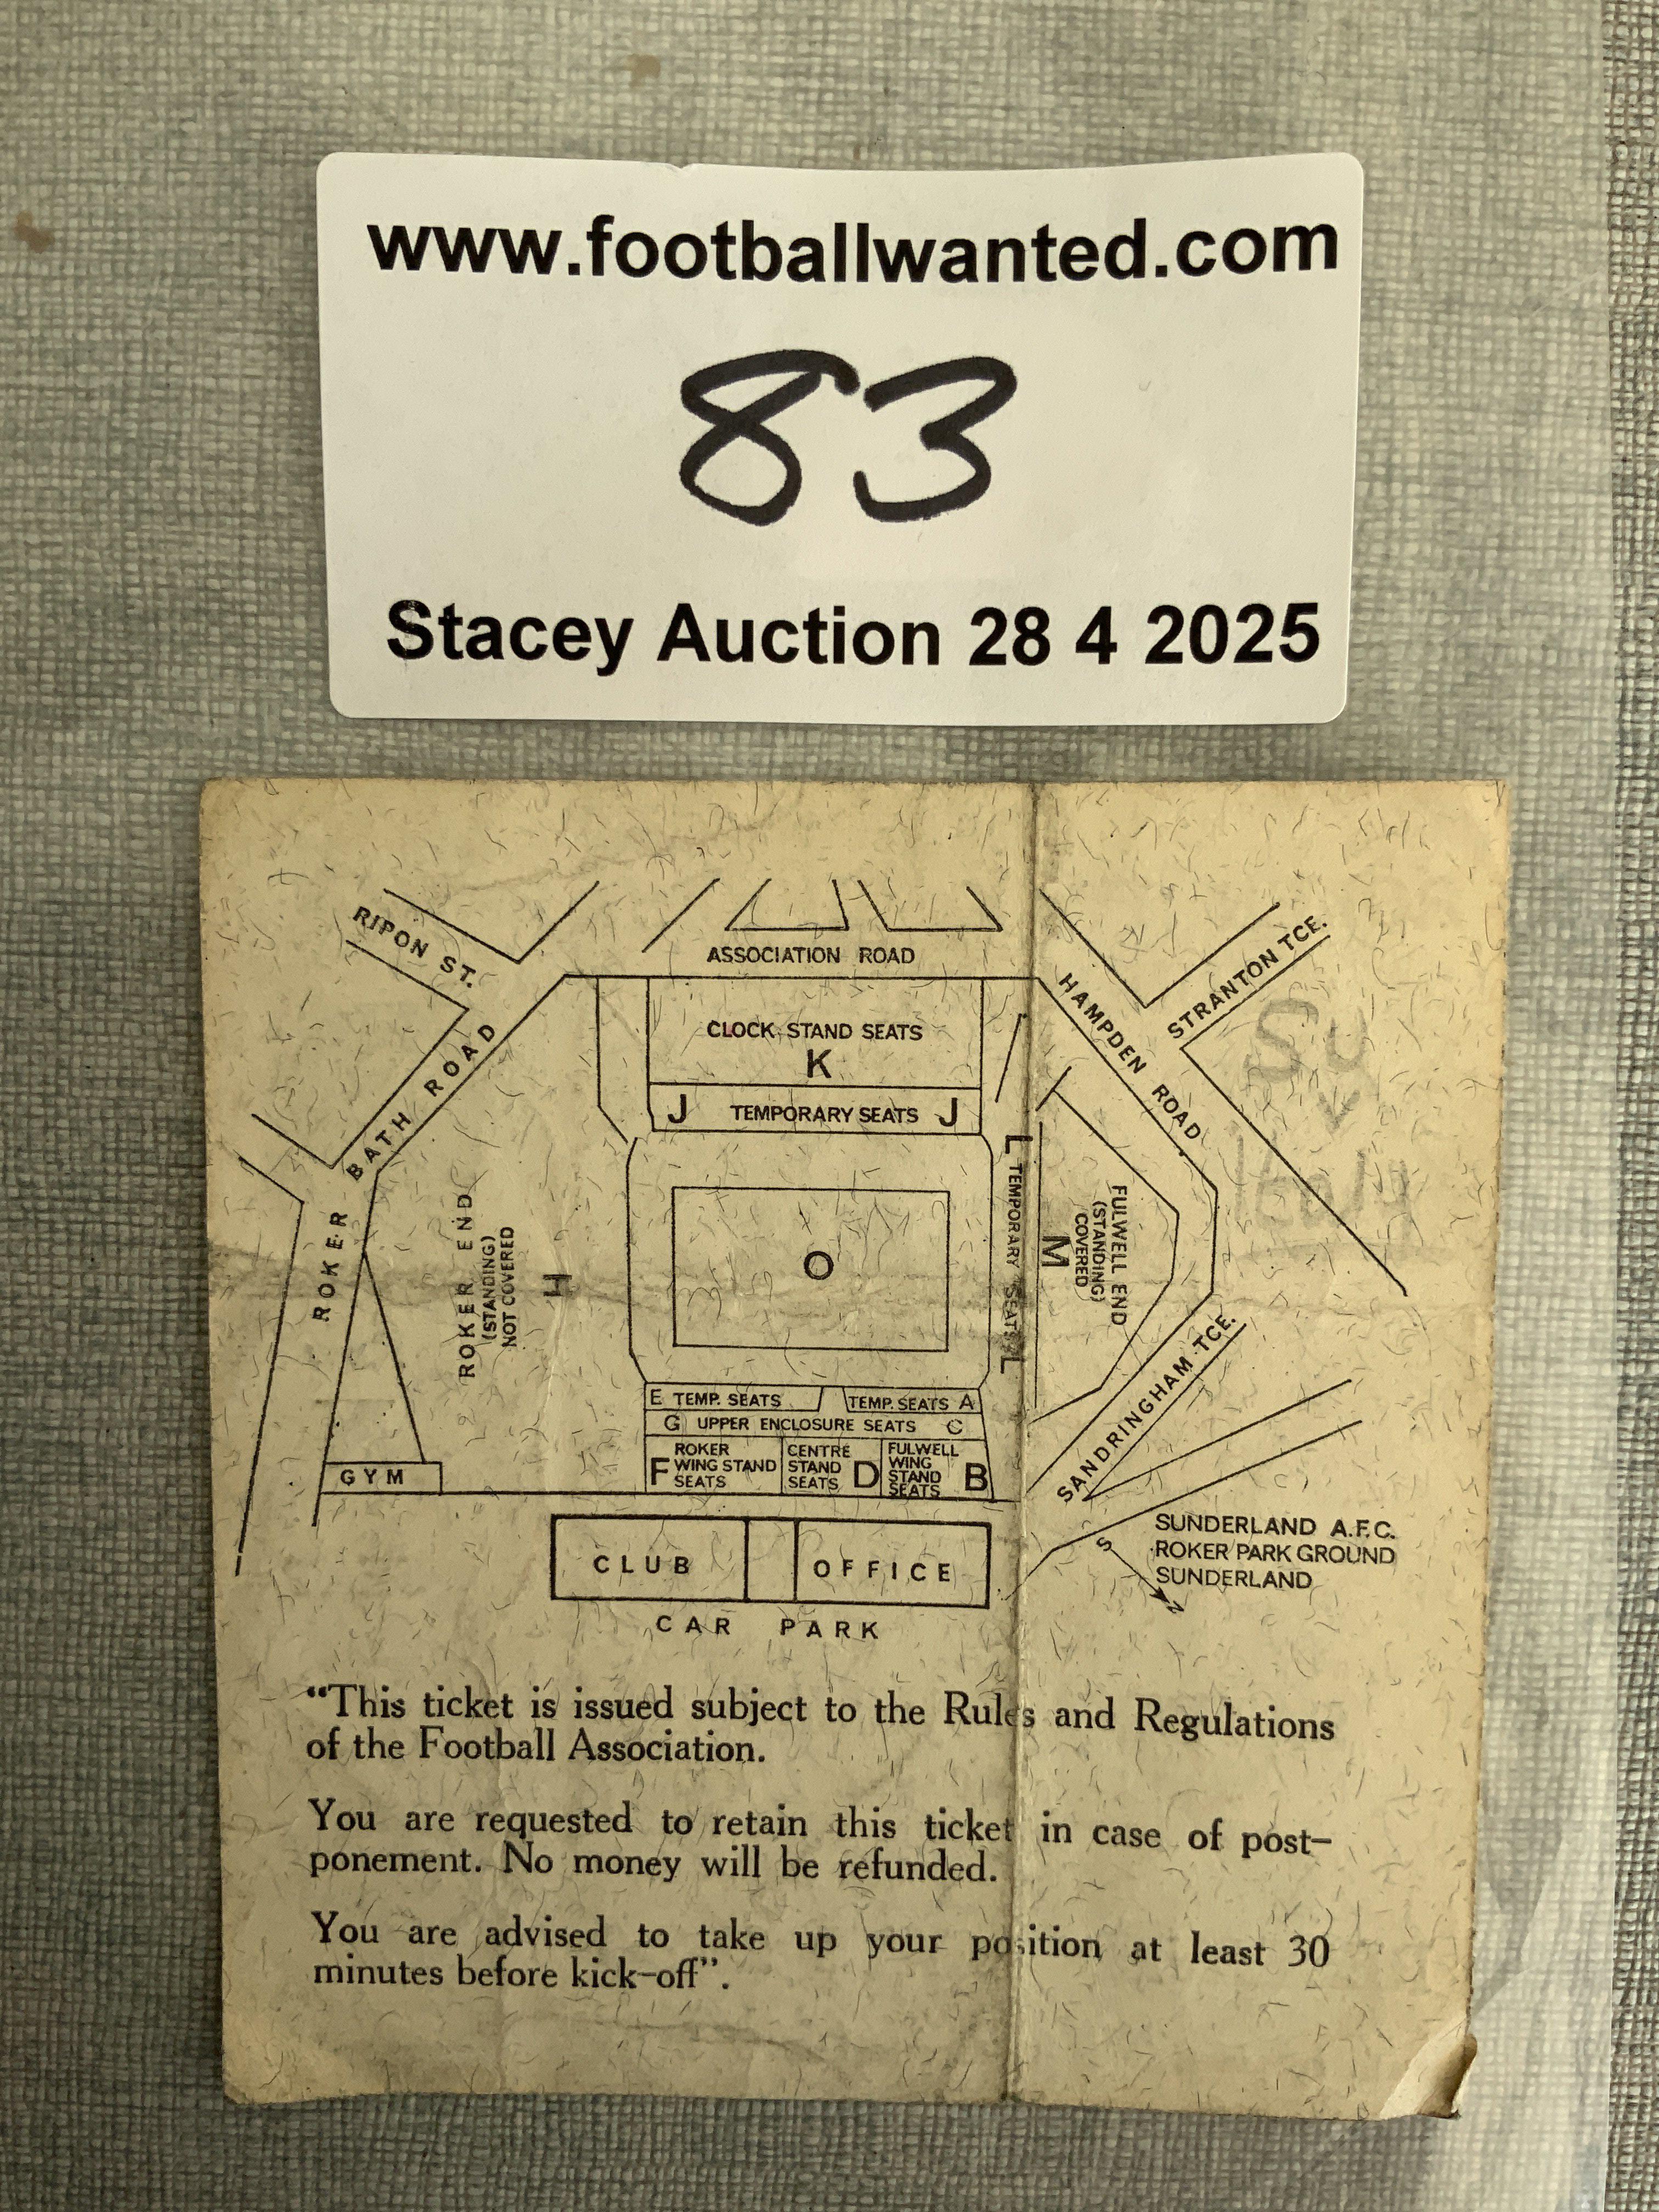 www.footballwanted.com
83
Stacey Auction 28 4 2025
RIPON ST.
ASSOCIATION ROAD
STRANTON TCE.
HAMPDEN ROAD
BATH ROAD
CLOCK STAND SEATS
K
J TEMPORARY SEATS J
ROKER
ROKER END
(STANDING)
NOT COVERED
H
O
L TEMPORARY SEATS L
M
FULWELL END
(STANDING)
COVERED
SANDRINGHAM TCE.
E TEMP. SEATS
TEMP. SEATS A
G UPPER ENCLOSURE SEATS C
F ROKER
WING STAND
SEATS
CENTRE
STAND
SEATS D
FULWELL
WING
STAND
SEATS B
GYM
CLUB OFFICE
CAR PARK
S
N
SUNDERLAND A.F.C.
ROKER PARK GROUND
SUNDERLAND
“This ticket is issued subject to the Rules and Regulations
of the Football Association.
You are requested to retain this ticket in case of post-
ponement. No money will be refunded.
You are advised to take up your position at least 30
minutes before kick-off”.